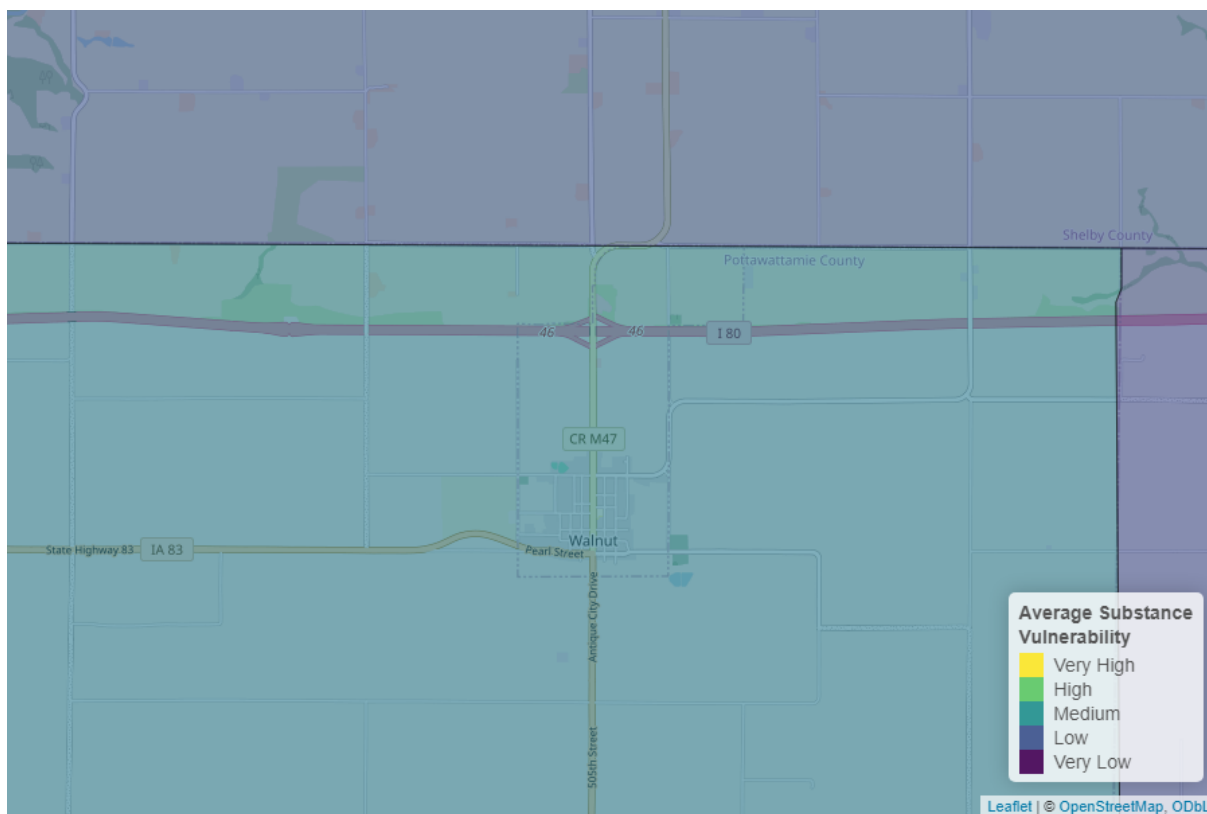 Shelby County
Pottawattamie County
46
46
I 80
CR M47
Walnut
State Highway 83
IA 83
Pearl Street
Antique City Drive
505th Street
Average Substance
Vulnerability
Very High
High
Medium
Low
Very Low
Leaflet | © OpenStreetMap, ODbL